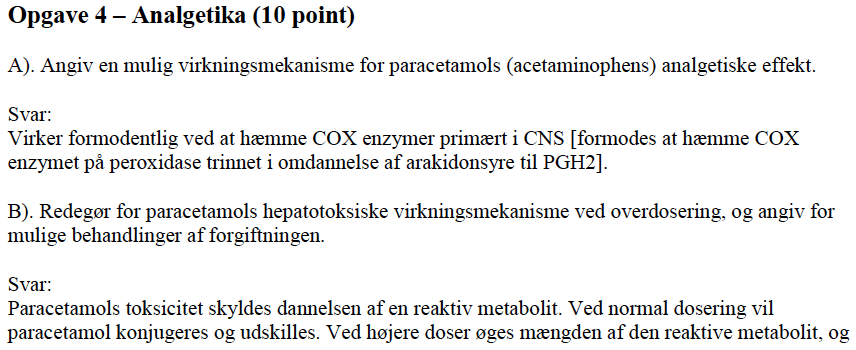 Opgave 4 – Analgetika (10 point)
A). Angiv en mulig virkningsmekanisme for paracetamols (acetaminophens) analgetiske effekt.
Svar:
Virker formodentlig ved at hæmme COX enzymer primært i CNS [formodes at hæmme COX
enzymet på peroxidase trinnet i omdannelse af arakidonsyre til PGH2].
B). Redegør for paracetamols hepatotoksiske virkningsmekanisme ved overdosering, og angiv for
mulige behandlinger af forgiftningen.
Svar:
Paracetamols toksicitet skyldes dannelsen af en reaktiv metabolit. Ved normal dosering vil
paracetamol konjugeres og udskilles. Ved højere doser øges mængden af den reaktive metabolit, og